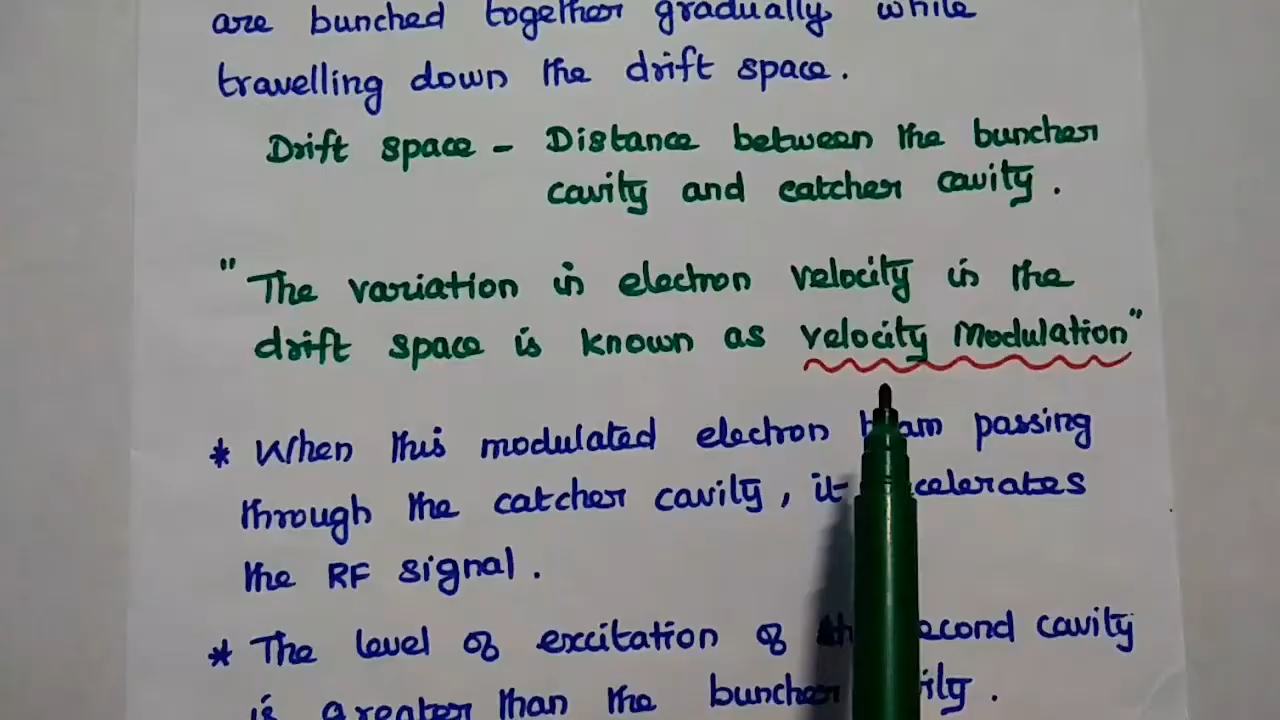 are bunched together gradually while
travelling down the drift space.
Drift space - Distance between the buncher
cavity and catcher cavity.
"The variation in electron velocity in the
drift space is known as velocity Modulation"
* When this modulated electron passing
through the catcher cavity, it
the RF signal.
* The level of excitation of cavity
is greater than the buncher